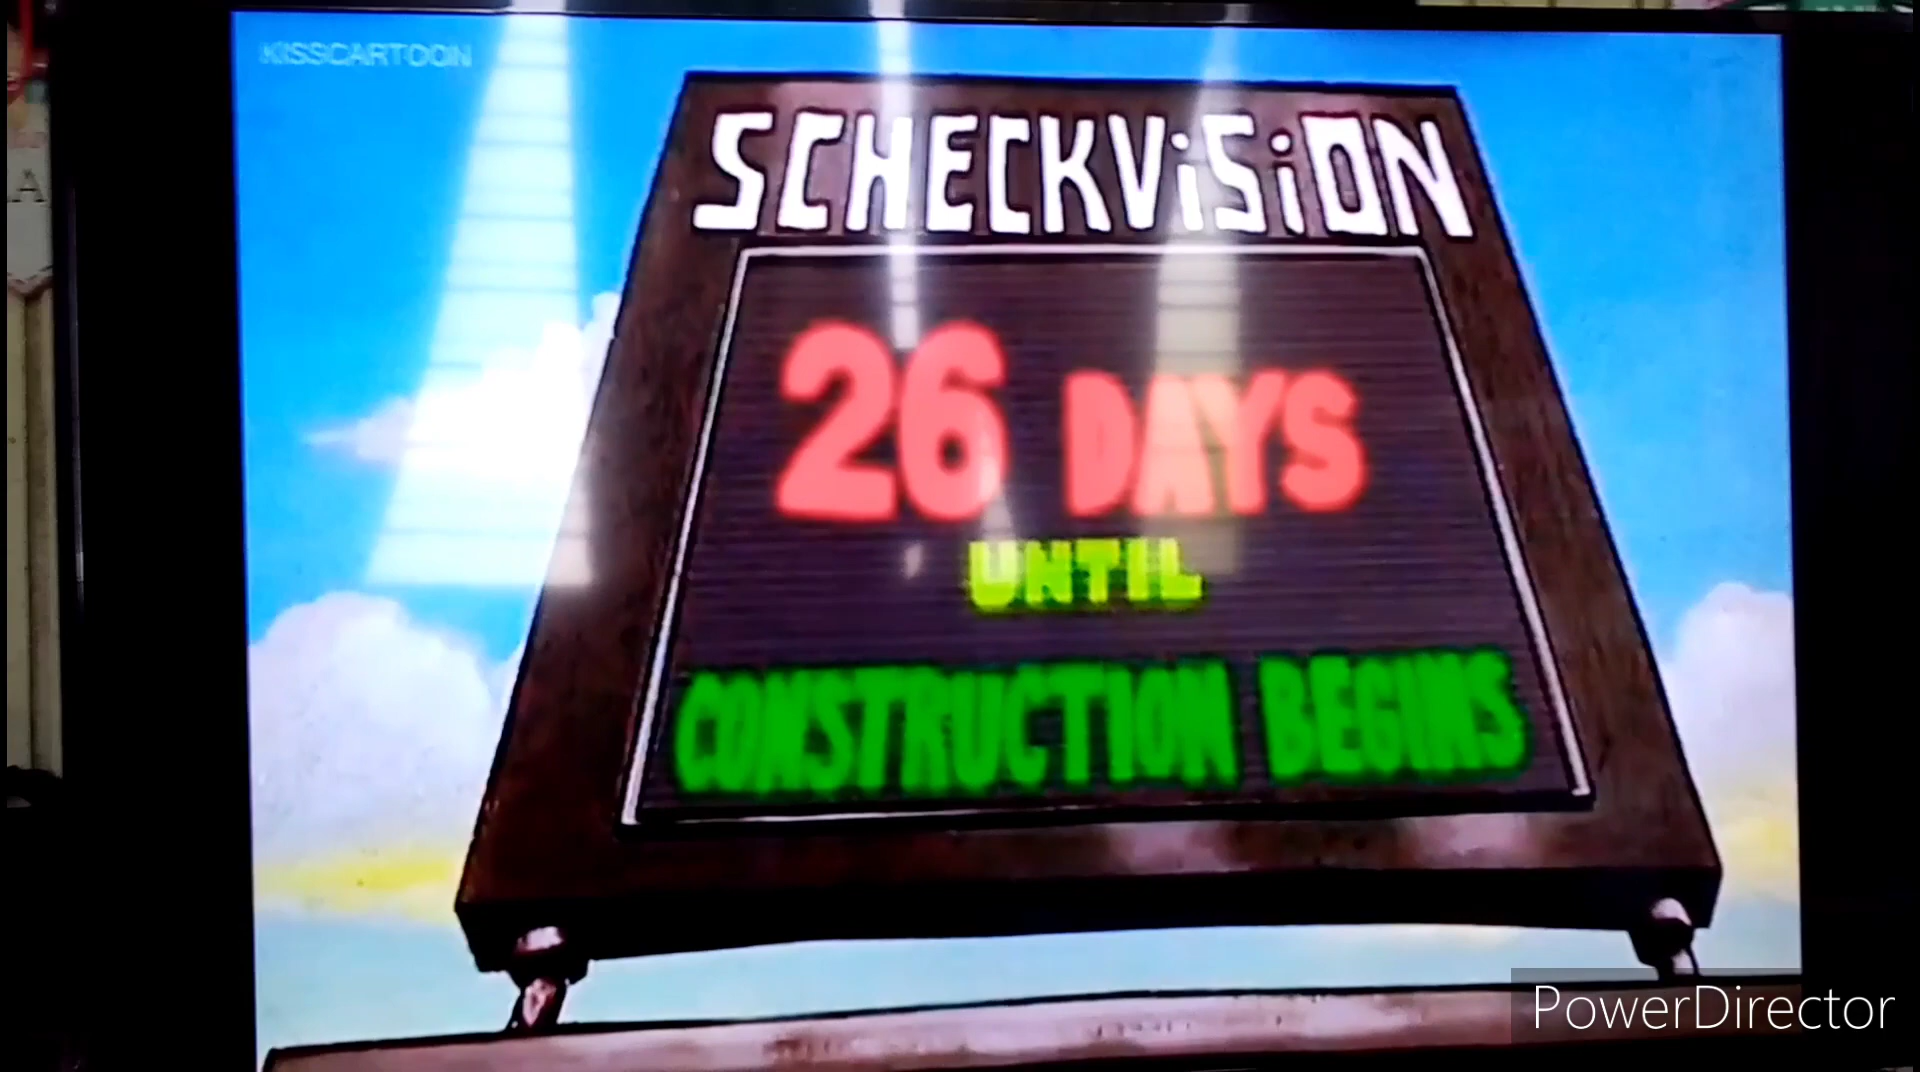 KISSCARTOON
A
SCHECKViSiON
26 DAYS
UNTIL
CONSTRUCTION BEGINS
PowerDirector